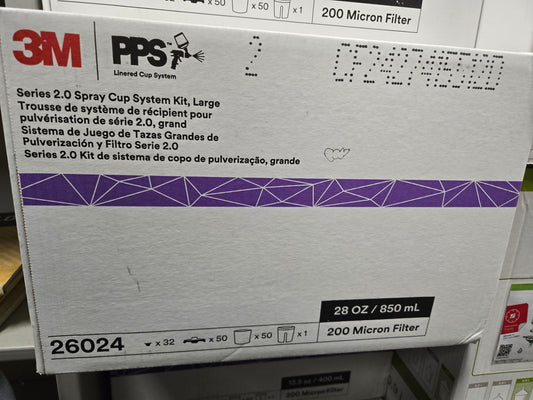 x 50 x 50 x 1
200 Micron Filter
3M PPS
Linered Cup System
2
Series 2.0 Spray Cup System Kit, Large
Trousse de système de récipient pour
pulvérisation de série 2.0, grand
Sistema de Juego de Tazas Grandes de
Pulverización y Filtro Serie 2.0
Series 2.0 Kit de sistema de copo de pulverização, grande
28 OZ / 850 mL
26024 x 32 x 50 x 50 x 1 200 Micron Filter
13.5 oz / 400 mL